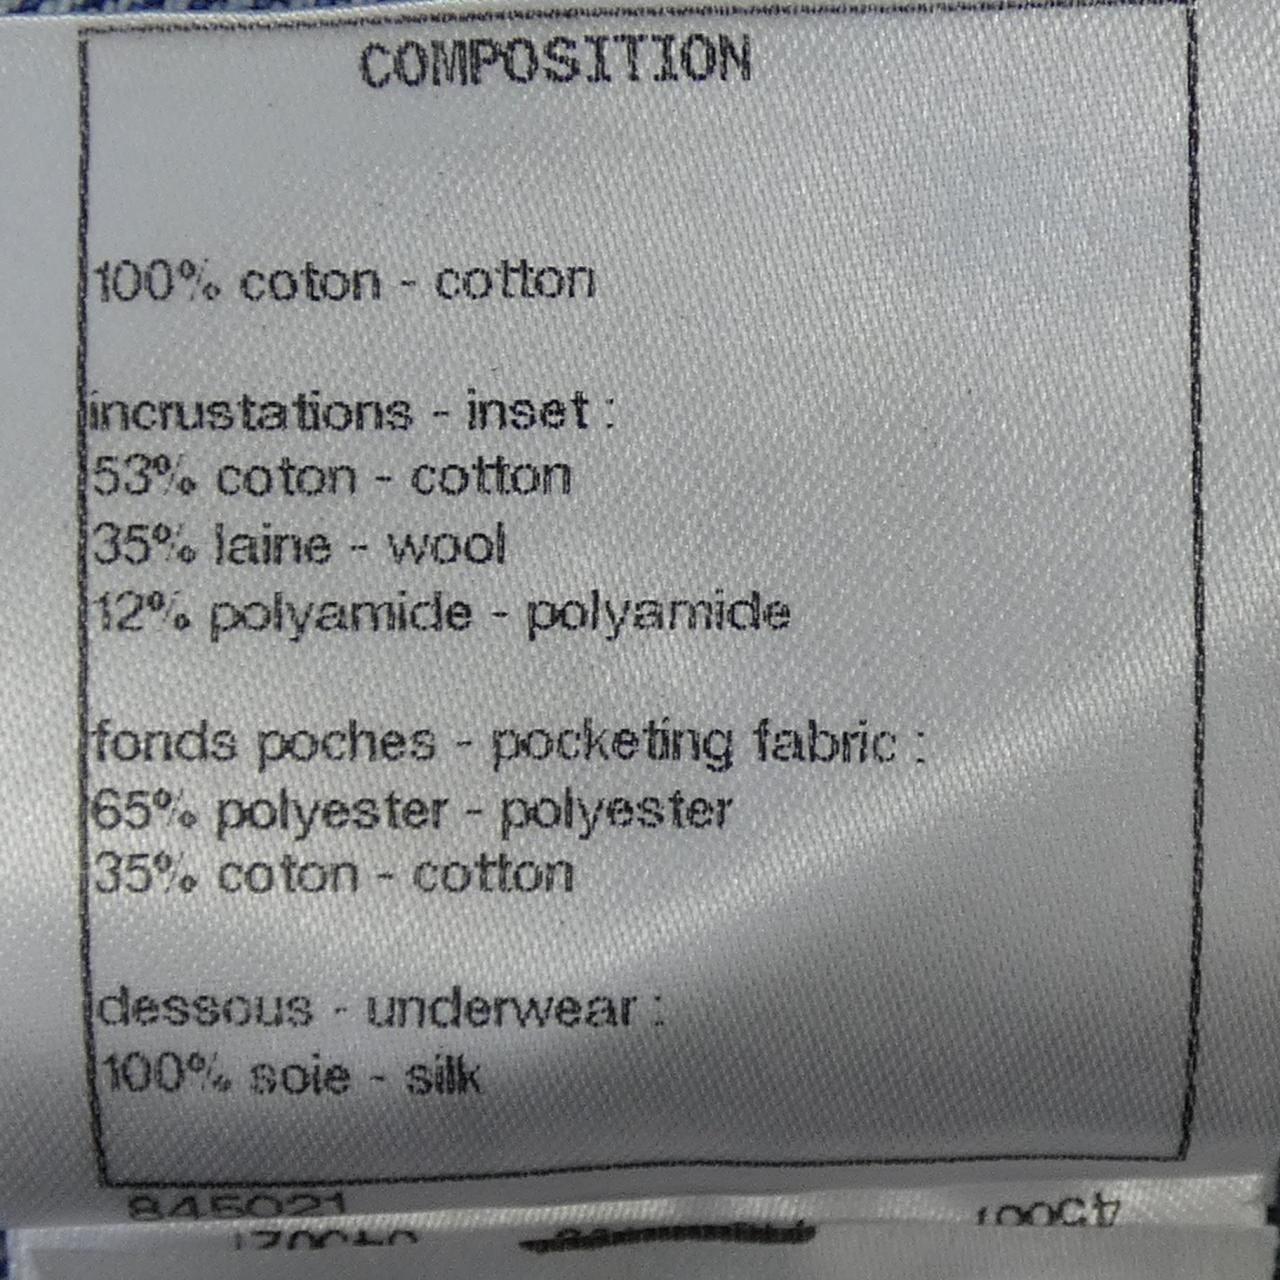 COMPOSITION
100% coton - cotton
incrustations - inset :
53% coton - cotton
35% laine - wool
12% polyamide - polyamide
fonds poches - pocketing fabric :
65% polyester - polyester
35% coton - cotton
dessous - underwear :
100% soie - silk
845021